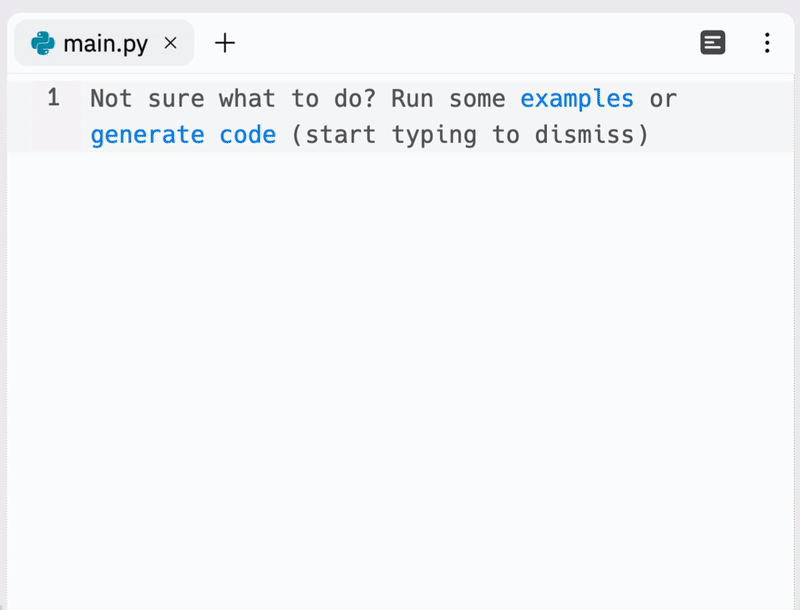 main.py
1 Not sure what to do? Run some examples or
generate code (start typing to dismiss)